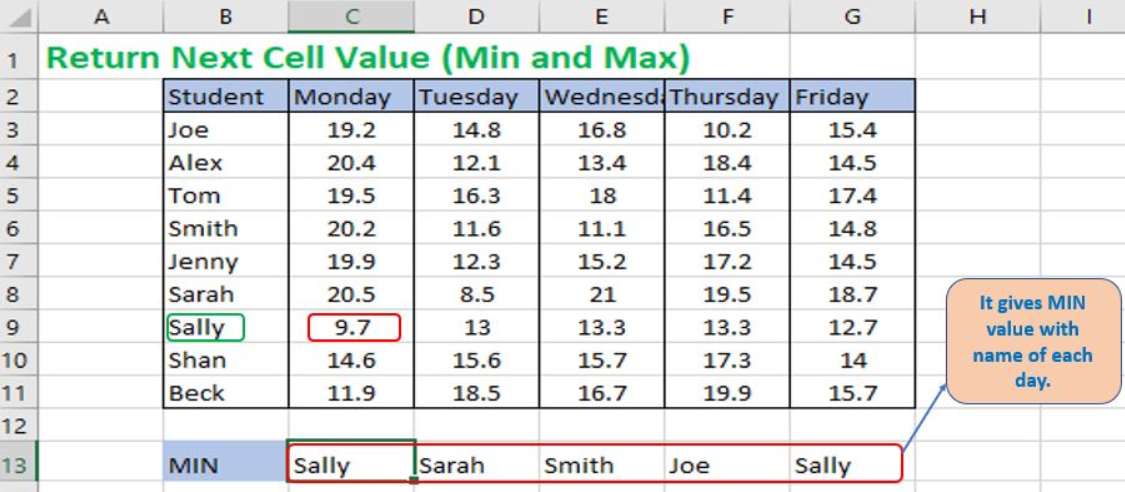 A B C D E F G H I
1 Return Next Cell Value (Min and Max)
2 Student Monday Tuesday Wednesd Thursday Friday
3 Joe 19.2 14.8 16.8 10.2 15.4
4 Alex 20.4 12.1 13.4 18.4 14.5
5 Tom 19.5 16.3 18 11.4 17.4
6 Smith 20.2 11.6 11.1 16.5 14.8
7 Jenny 19.9 12.3 15.2 17.2 14.5
8 Sarah 20.5 8.5 21 19.5 18.7
9 Sally 9.7 13 13.3 13.3 12.7
10 Shan 14.6 15.6 15.7 17.3 14
11 Beck 11.9 18.5 16.7 19.9 15.7
12
13 MIN Sally Sarah Smith Joe Sally
It gives MIN
value with
name of each
day.